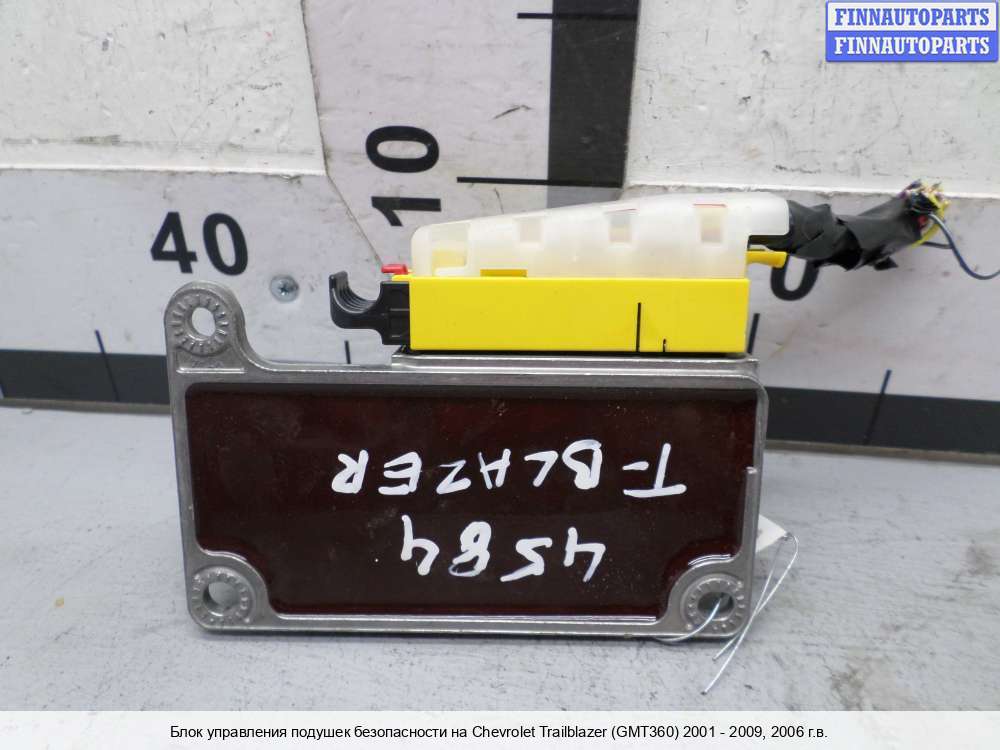 FINNAUTOPARTS
FINNAUTOPARTS
10
40
0
T-BLAZER
4584
Блок управления подушек безопасности на Chevrolet Trailblazer (GMT360) 2001 - 2009, 2006 г.в.